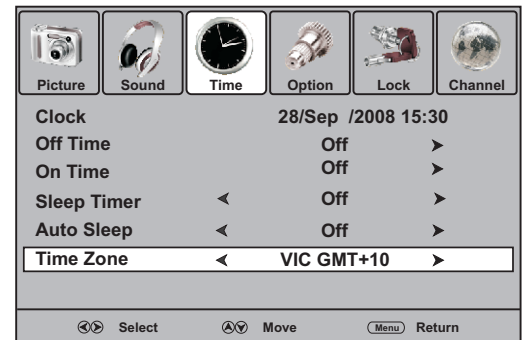 Picture Sound Time Option Lock Channel
Clock 28/Sep /2008 15:30
Off Time Off
On Time Off
Sleep Timer Off
Auto Sleep Off
Time Zone VIC GMT+10
Select Move Menu Return